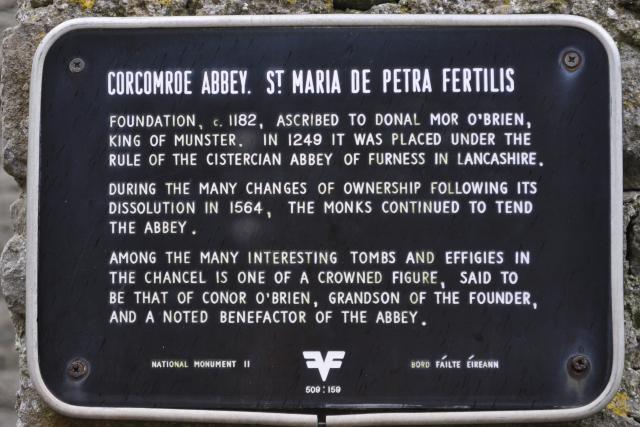 CORCOMROE ABBEY. ST MARIA DE PETRA FERTILIS
FOUNDATION, c. 1182, ASCRIBED TO DONAL MOR O'BRIEN,
KING OF MUNSTER. IN 1249 IT WAS PLACED UNDER THE
RULE OF THE CISTERCIAN ABBEY OF FURNESS IN LANCASHIRE.
DURING THE MANY CHANGES OF OWNERSHIP FOLLOWING ITS
DISSOLUTION IN 1564, THE MONKS CONTINUED TO TEND
THE ABBEY.
AMONG THE MANY INTERESTING TOMBS AND EFFIGIES IN
THE CHANCEL IS ONE OF A CROWNED FIGURE, SAID TO
BE THAT OF CONOR O'BRIEN, GRANDSON OF THE FOUNDER,
AND A NOTED BENEFACTOR OF THE ABBEY.
NATIONAL MONUMENT 11 BORD FÁILTE ÉIREANN
509:159